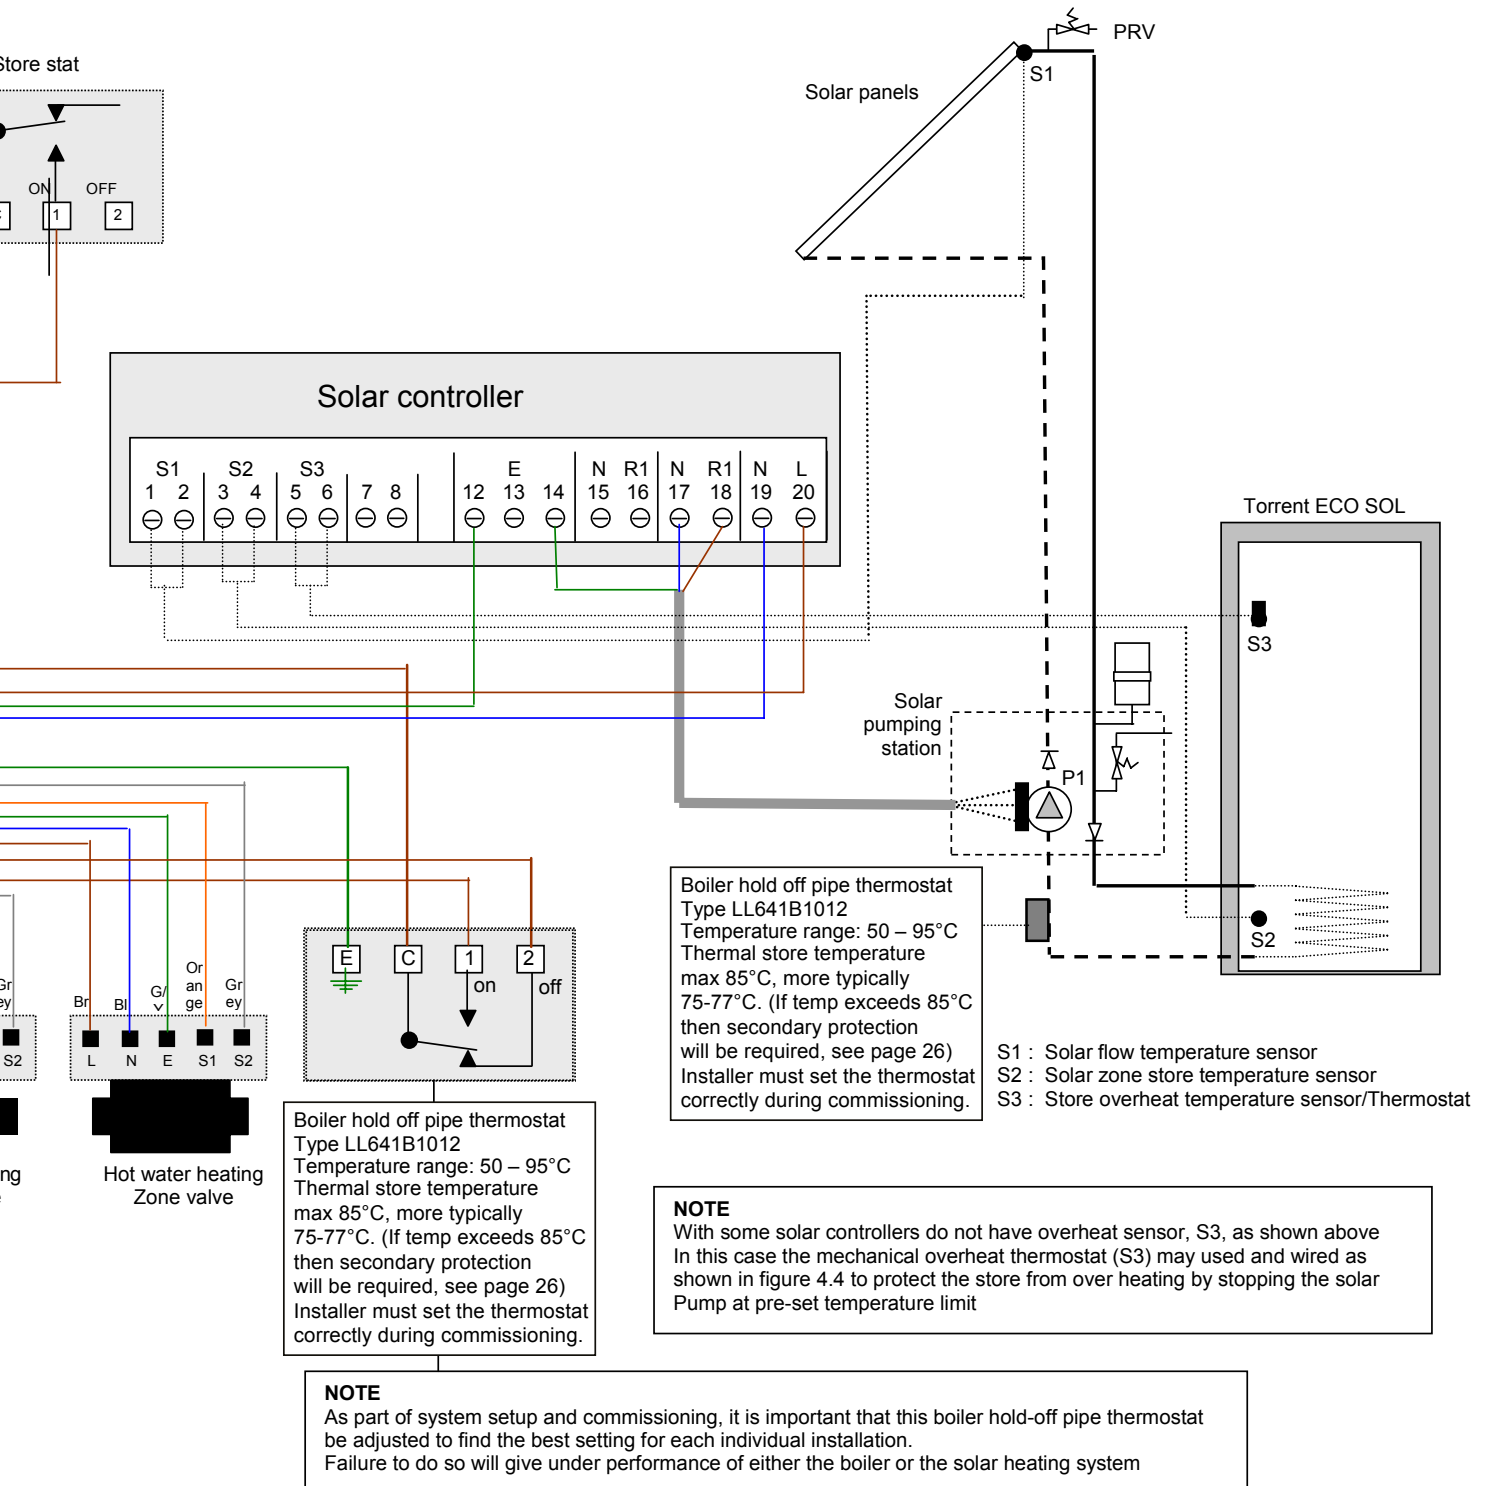 PRV
Store stat
S1
Solar panels
ON OFF
1 2
Solar controller
S1 S2 S3 E N R1 N R1 N L
1 2 3 4 5 6 7 8 12 13 14 15 16 17 18 19 20
Torrent ECO SOL
S3
Solar
pumping
station
P1
Boiler hold off pipe thermostat
Type LL641B1012
Temperature range: 50 – 95°C
Thermal store temperature
max 85°C, more typically
75-77°C. (If temp exceeds 85°C
then secondary protection
will be required, see page 26)
Installer must set the thermostat
correctly during commissioning.
S2
E C 1 2
on off
Gr
ey
Br
Bl
G/
Y
Or
an
ge
Gr
ey
S2
L N E S1 S2
S1 : Solar flow temperature sensor
S2 : Solar zone store temperature sensor
S3 : Store overheat temperature sensor/Thermostat
Hot water heating
Zone valve
Boiler hold off pipe thermostat
Type LL641B1012
Temperature range: 50 – 95°C
Thermal store temperature
max 85°C, more typically
75-77°C. (If temp exceeds 85°C
then secondary protection
will be required, see page 26)
Installer must set the thermostat
correctly during commissioning.
NOTE
With some solar controllers do not have overheat sensor, S3, as shown above
In this case the mechanical overheat thermostat (S3) may used and wired as
shown in figure 4.4 to protect the store from over heating by stopping the solar
Pump at pre-set temperature limit
NOTE
As part of system setup and commissioning, it is important that this boiler hold-off pipe thermostat
be adjusted to find the best setting for each individual installation.
Failure to do so will give under performance of either the boiler or the solar heating system